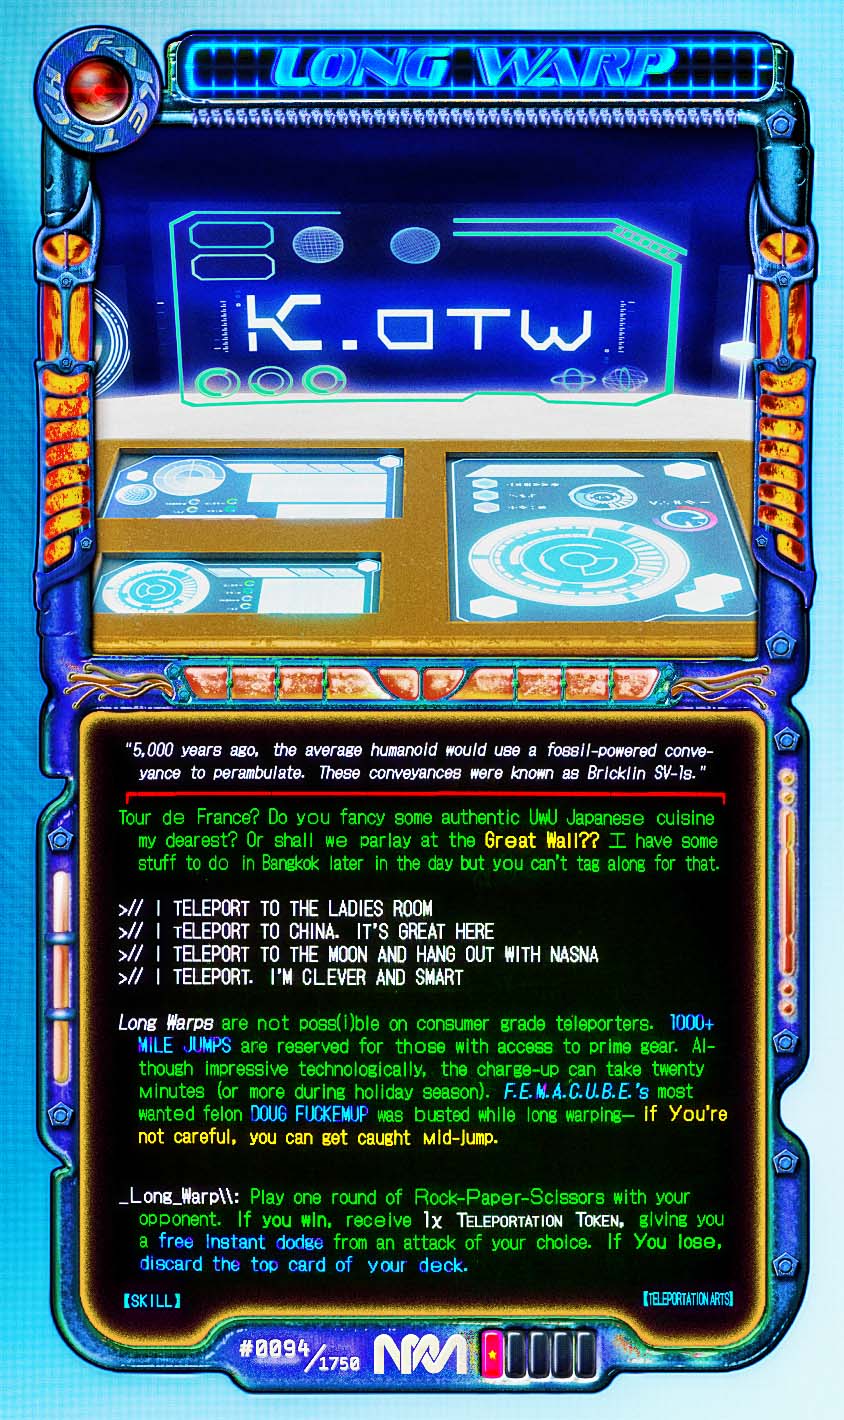 FAKE TECH
LONG WARP
K.OTW
"5,000 years ago, the average humanoid would use a fossil-powered conve-
yance to perambulate. These conveyances were known as Bricklin SV-1s."
Tour de France? Do you fancy some authentic UwU Japanese cuisine
my dearest? Or shall we parlay at the Great Wall?? 工 have some
stuff to do in Bangkok later in the day but you can't tag along for that.
>// I TELEPORT TO THE LADIES ROOM
>// I TELEPORT TO CHINA. IT'S GREAT HERE
>// I TELEPORT TO THE MOON AND HANG OUT WITH NASNA
>// I TELEPORT. I'M CLEVER AND SMART
Long Warps are not poss(i)ble on consumer grade teleporters. 1000+
MILE JUMPS are reserved for those with access to prime gear. Al-
though impressive technologically, the charge-up can take twenty
minutes (or more during holiday season). F.E.M.A.C.U.B.E.'s most
wanted felon DOUG FUCKEMUP was busted while long warping— if You're
not careful, you can get caught mid-jump.
_Long_Warp\\: Play one round of Rock-Paper-Scissors with your
opponent. If you win, receive 1x TELEPORTATION TOKEN, giving you
a free instant dodge from an attack of your choice. If You lose,
discard the top card of your deck.
【SKILL】
【TELEPORTATION ARTS】
#0094/1750 NPM